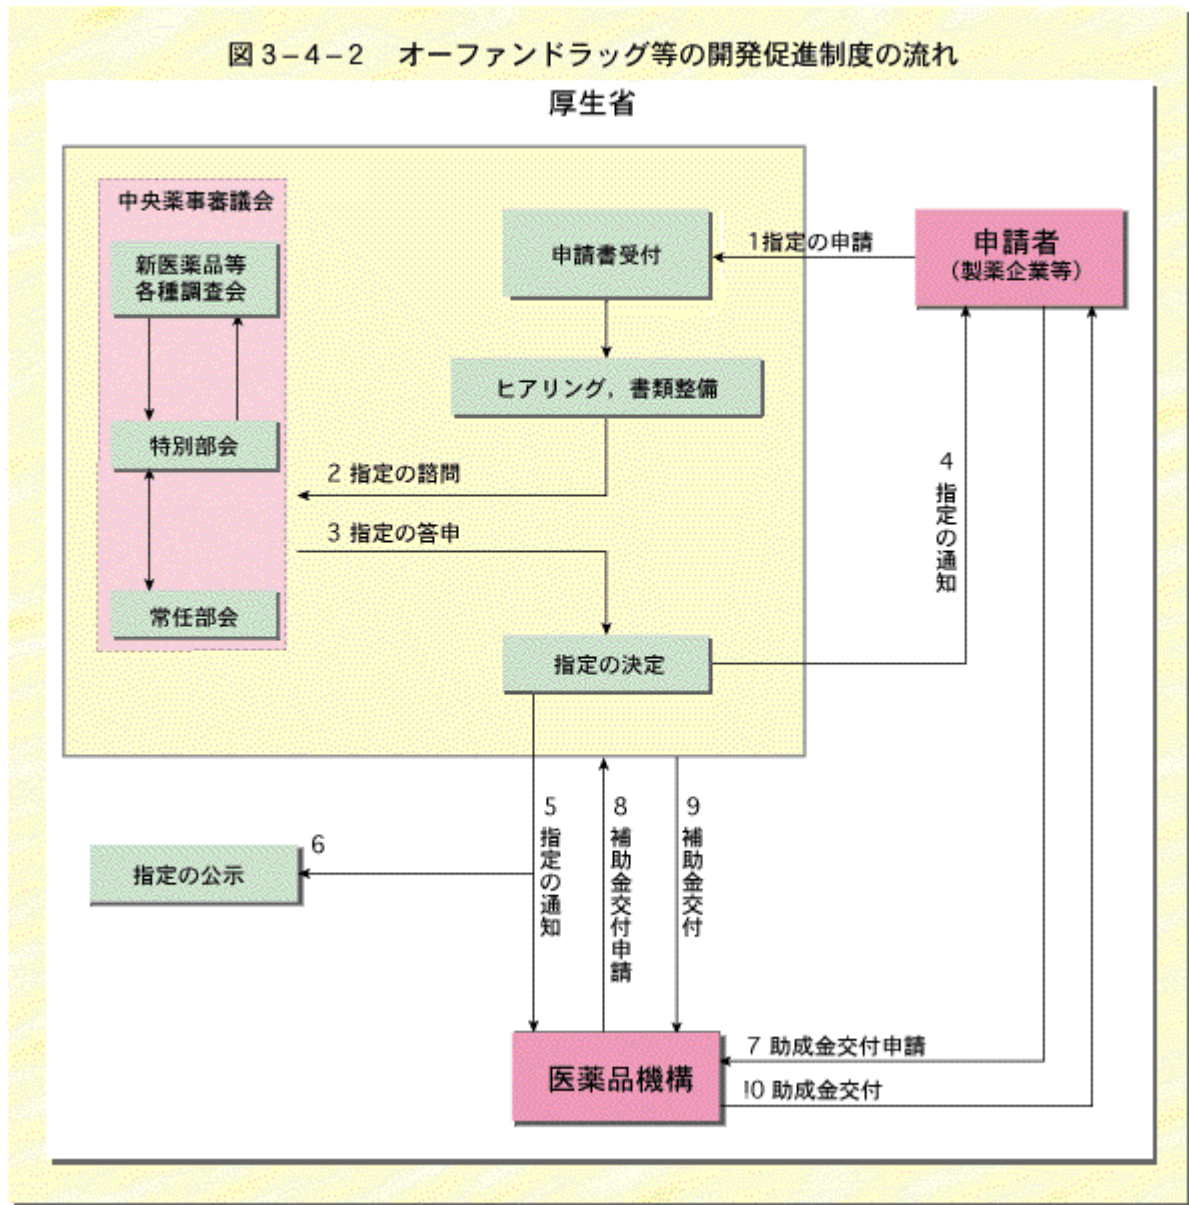 図3−4−2　オーファンドラッグ等の開発促進制度の流れ
厚生省
中央薬事審議会
新医薬品等
各種調査会
特別部会
常任部会
申請書受付
1指定の申請
申請者
（製薬企業等）
ヒアリング，書類整備
2 指定の諮問
3 指定の答申
指定の決定
4 指定の通知
5 指定の通知
8 補助金交付申請
9 補助金交付
6
指定の公示
医薬品機構
7 助成金交付申請
10 助成金交付